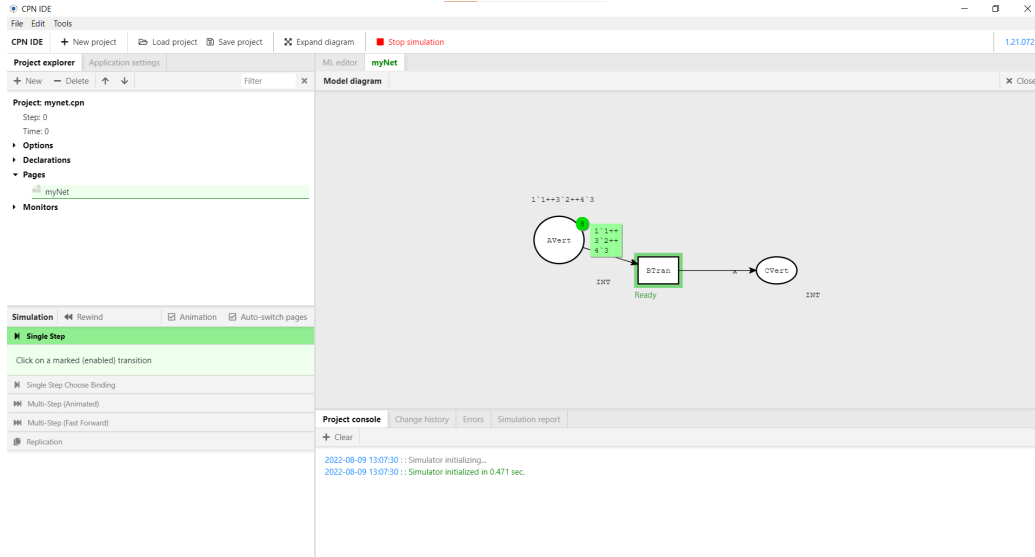 CPN IDE
File Edit Tools
CPN IDE New project Load project Save project Expand diagram Stop simulation 1.21.072
Project explorer Application settings
New Delete Filter
Project: mynet.cpn
Step: 0
Time: 0
Options
Declarations
Pages
myNet
Monitors
Simulation Rewind Animation Auto-switch pages
Single Step
Click on a marked (enabled) transition
Single Step Choose Binding
Multi-Step (Animated)
Multi-Step (Fast Forward)
Replication
ML editor myNet
Model diagram Close
1`1++3`2++4`3
AVert
8
1`1++
3`2++
4`3
INT
BTran
Ready
CVert
INT
Project console Change history Errors Simulation report
Clear
2022-08-09 13:07:30 : : Simulator initializing...
2022-08-09 13:07:30 : : Simulator initialized in 0.471 sec.